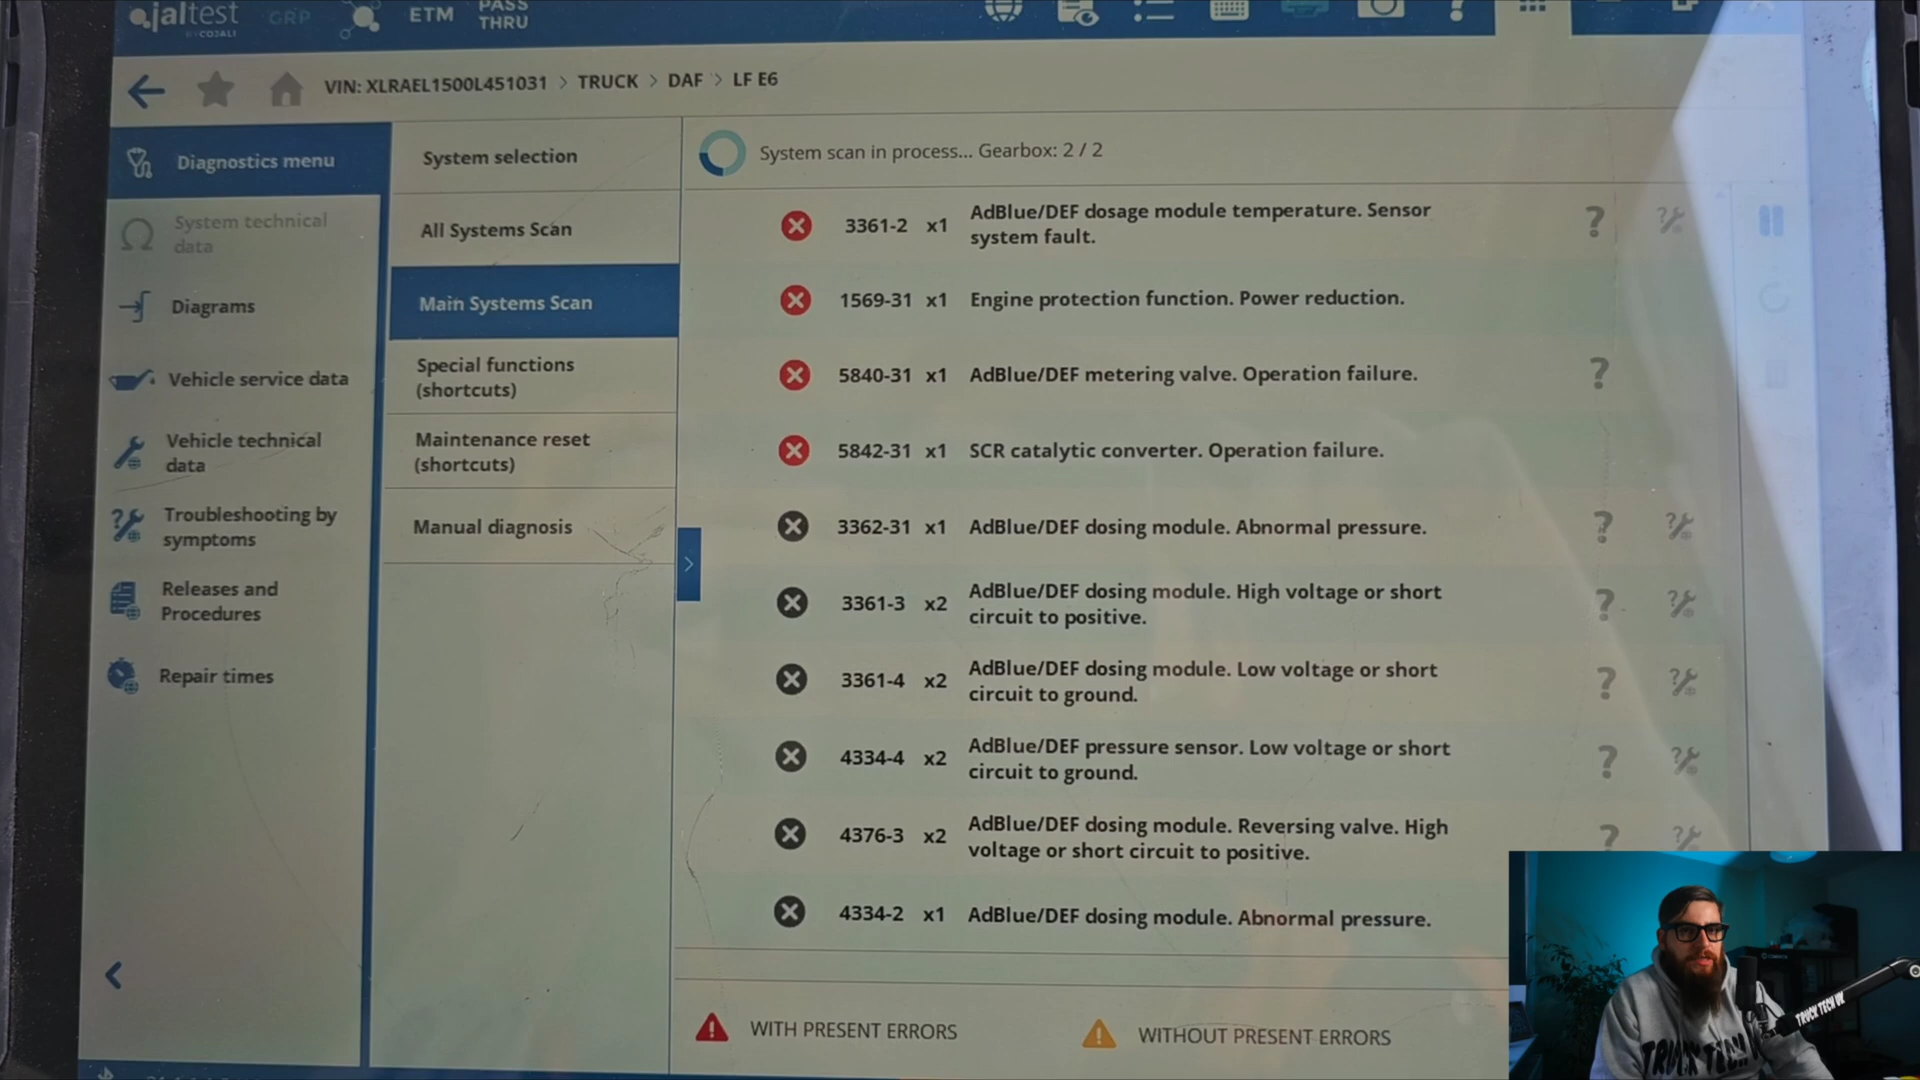 jaltest
BY COJALI
GRP
ETM
PASS
THRU
VIN: XLRAEL1500L451031 > TRUCK > DAF > LF E6
Diagnostics menu
System technical
data
Diagrams
Vehicle service data
Vehicle technical
data
Troubleshooting by
symptoms
Releases and
Procedures
Repair times
System selection
All Systems Scan
Main Systems Scan
Special functions
(shortcuts)
Maintenance reset
(shortcuts)
Manual diagnosis
System scan in process... Gearbox: 2 / 2
3361-2 x1 AdBlue/DEF dosage module temperature. Sensor
system fault.
1569-31 x1 Engine protection function. Power reduction.
5840-31 x1 AdBlue/DEF metering valve. Operation failure.
5842-31 x1 SCR catalytic converter. Operation failure.
3362-31 x1 AdBlue/DEF dosing module. Abnormal pressure.
3361-3 x2 AdBlue/DEF dosing module. High voltage or short
circuit to positive.
3361-4 x2 AdBlue/DEF dosing module. Low voltage or short
circuit to ground.
4334-4 x2 AdBlue/DEF pressure sensor. Low voltage or short
circuit to ground.
4376-3 x2 AdBlue/DEF dosing module. Reversing valve. High
voltage or short circuit to positive.
4334-2 x1 AdBlue/DEF dosing module. Abnormal pressure.
WITH PRESENT ERRORS
WITHOUT PRESENT ERRORS
TRUCK TECH UK
TRUCK TECH